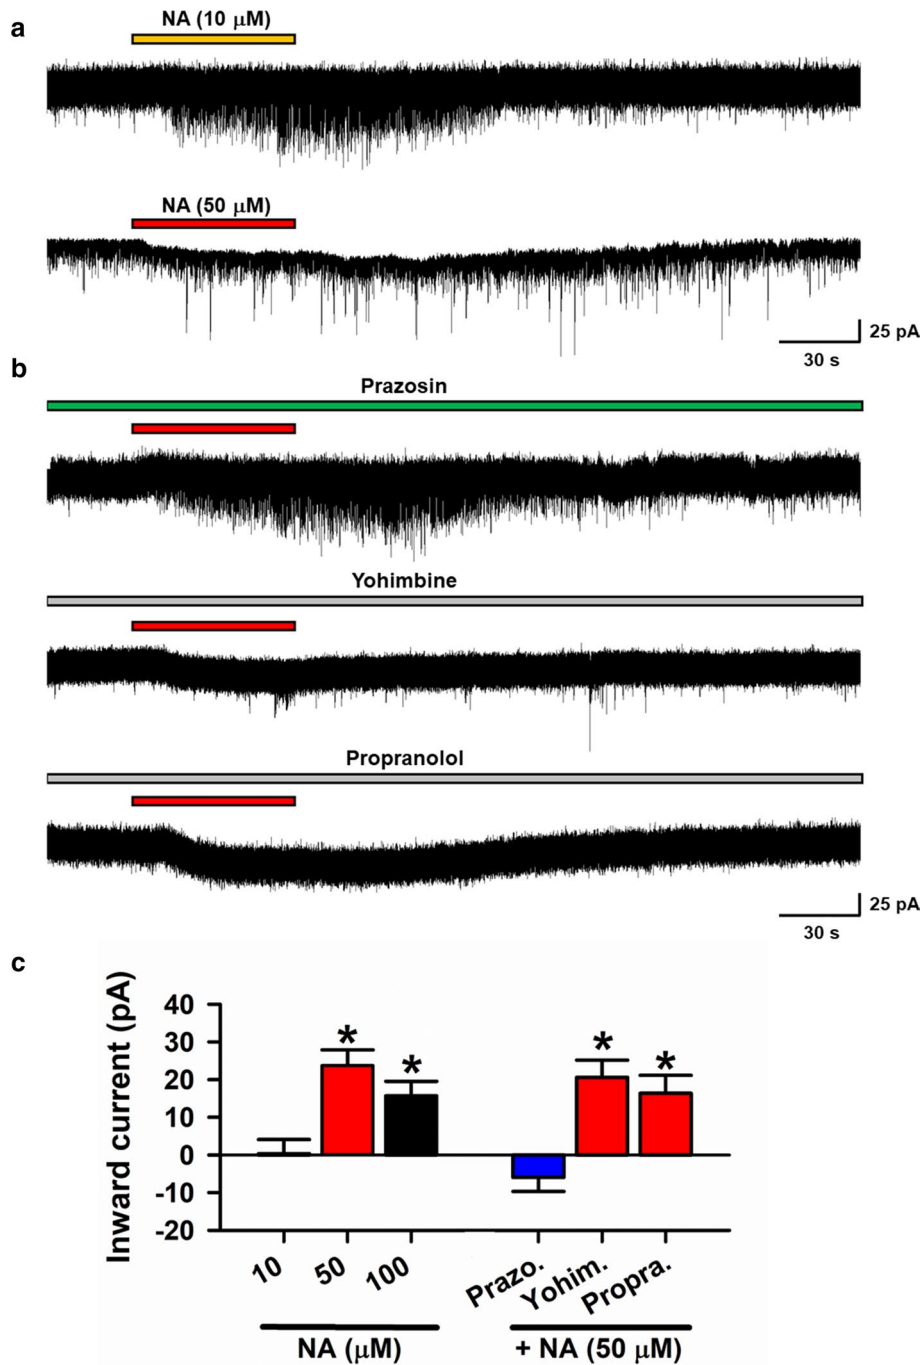 a
NA (10 μM)
NA (50 μM)
25 pA
30 s
b
Prazosin
Yohimbine
Propranolol
25 pA
30 s
c
Inward current (pA)
40
30
20
10
0
-10
-20
* * * *
10 50 100 Prazo. Yohim. Propra.
NA (μM) + NA (50 μM)